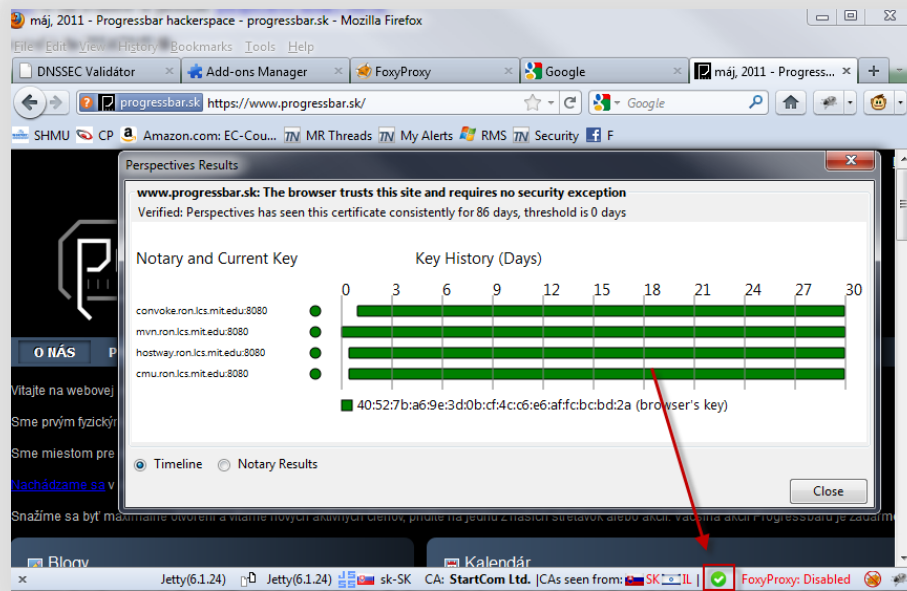 máj, 2011 - Progressbar hackerspace - progressbar.sk - Mozilla Firefox
File Edit View History Bookmarks Tools Help
DNSSEC Validátor × Add-ons Manager × FoxyProxy × Google × máj, 2011 - Progress... × +
progressbar.sk https://www.progressbar.sk/ Google
SHMU CP Amazon.com: EC-Cou... MR Threads My Alerts RMS Security F
Perspectives Results
www.progressbar.sk: The browser trusts this site and requires no security exception
Verified: Perspectives has seen this certificate consistently for 86 days, threshold is 0 days
Notary and Current Key Key History (Days)
0 3 6 9 12 15 18 21 24 27 30
convoke.ron.lcs.mit.edu:8080
mvn.ron.lcs.mit.edu:8080
hostway.ron.lcs.mit.edu:8080
cmu.ron.lcs.mit.edu:8080
40:52:7b:a6:9e:3d:0b:cf:4c:c6:e6:af:fc:bc:bd:2a (browser's key)
Timeline Notary Results
Close
O NÁS P
Vitajte na webovej
Sme prvým fyzickým
Sme miestom pre
Nachádzame sa v
Snažíme sa byť maximálne otvorení a vítame nových aktívnych členov, príďte na jednu z našich stretávok alebo akcií. Väčšina akcií Progressbaru je zadarmo
Blogy Kalendár
× Jetty(6.1.24) Jetty(6.1.24) sk-SK CA: StartCom Ltd. |CAs seen from: SK IL | FoxyProxy: Disabled